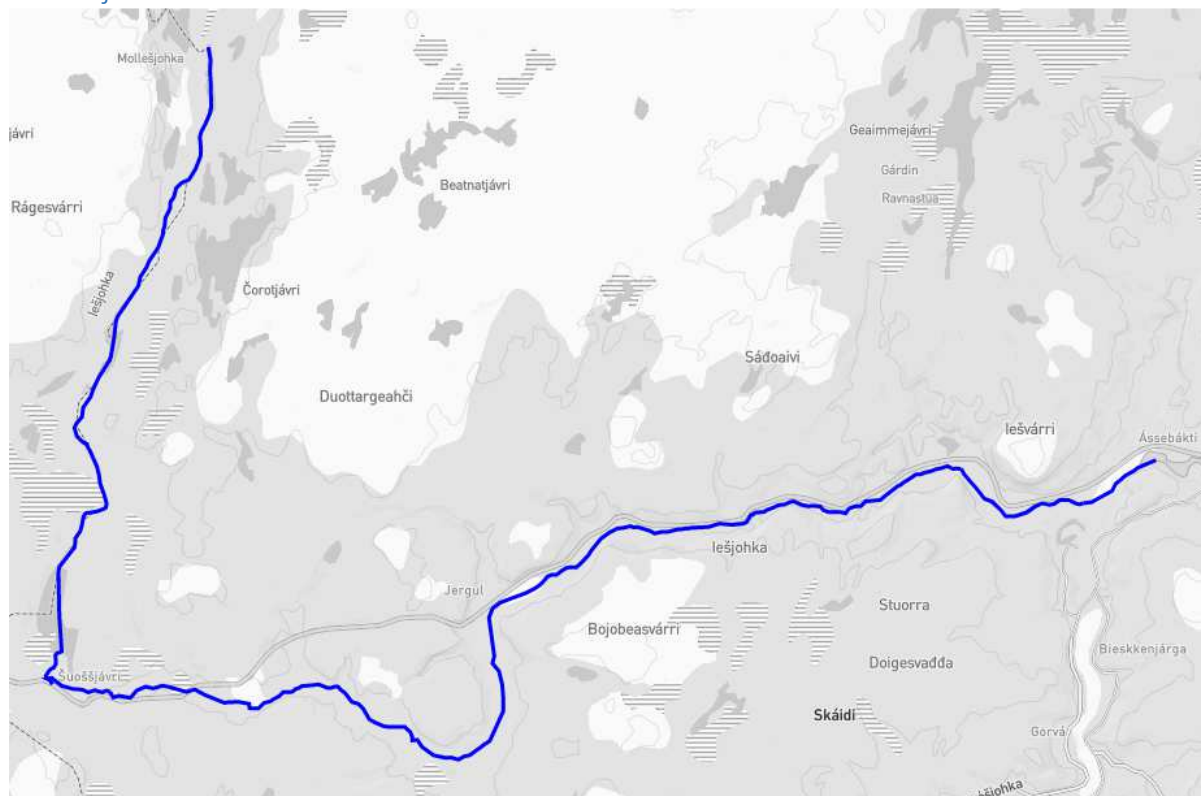 Mollešjohka
jávri
Geaimmejávri
Gárdin
Beatnatjávri
Ravnastua
Rágesvárri
Iešjohka
Čorotjávri
Sáđoaivi
Duottargeahči
Iešvárri
Ássebákti
Iešjohka
Jergul
Stuorra
Bojobeasvárri
Bieskkenjárga
Doigesvađđa
Šuoššjávri
Skáidi
Gorvá